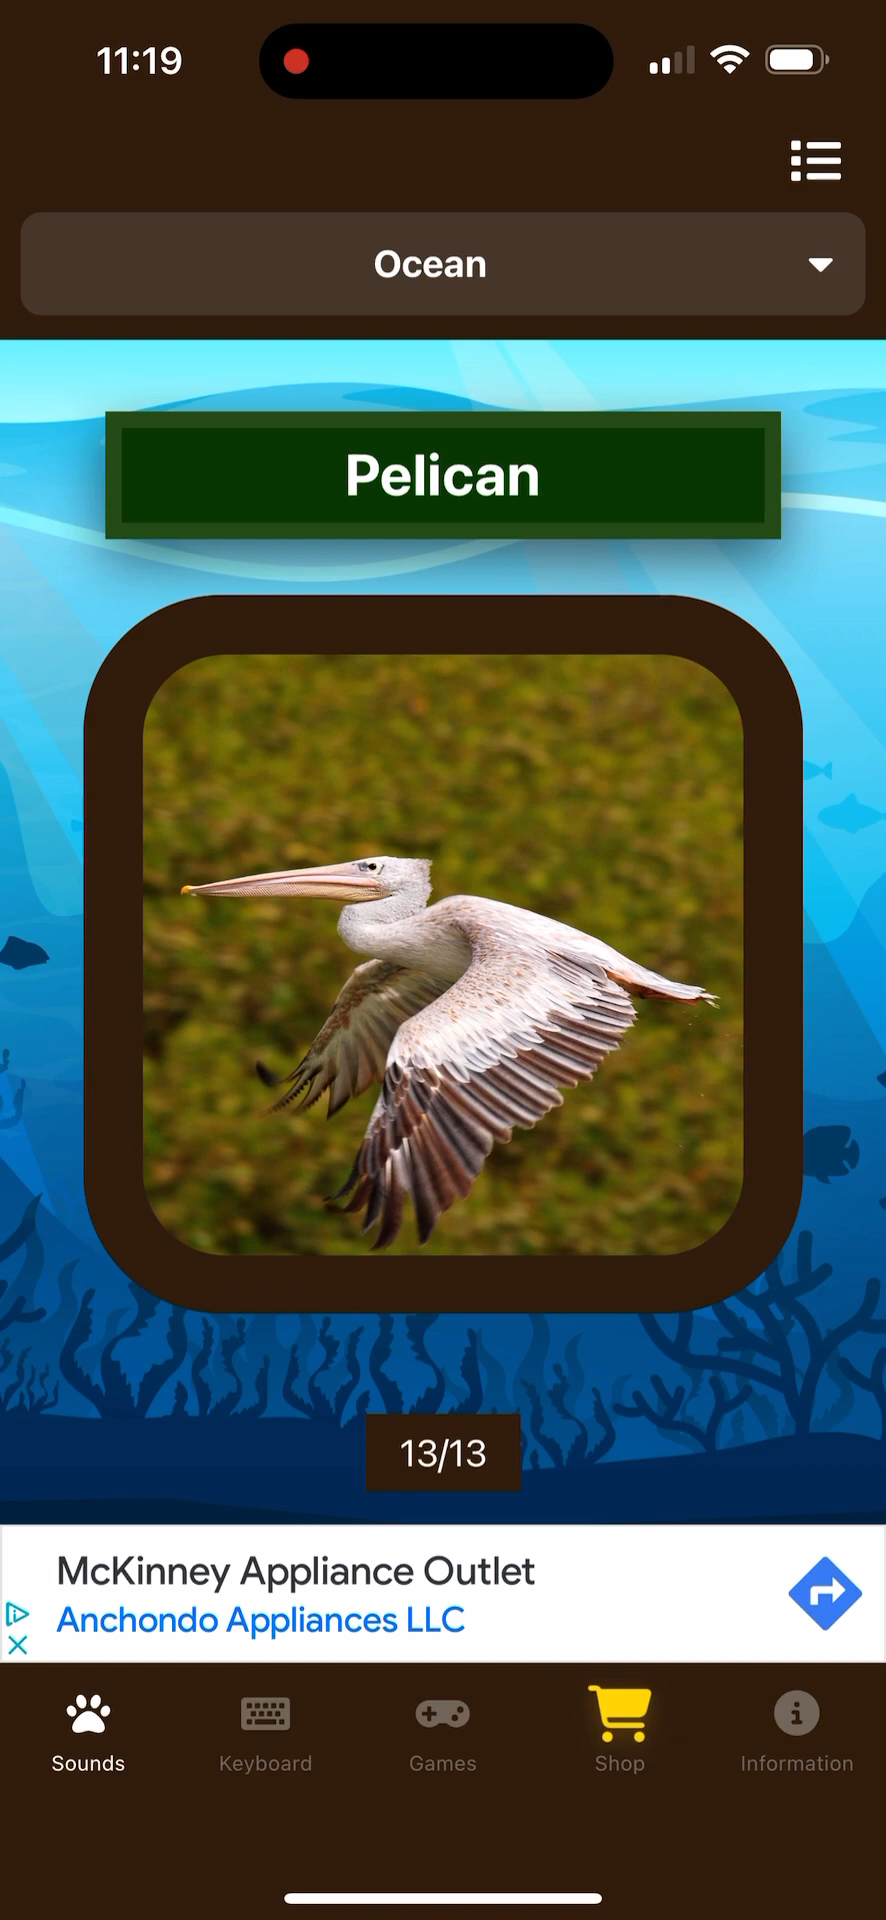 11:19
Ocean
Pelican
13/13
McKinney Appliance Outlet
Anchondo Appliances LLC
Sounds
Keyboard
Games
Shop
Information